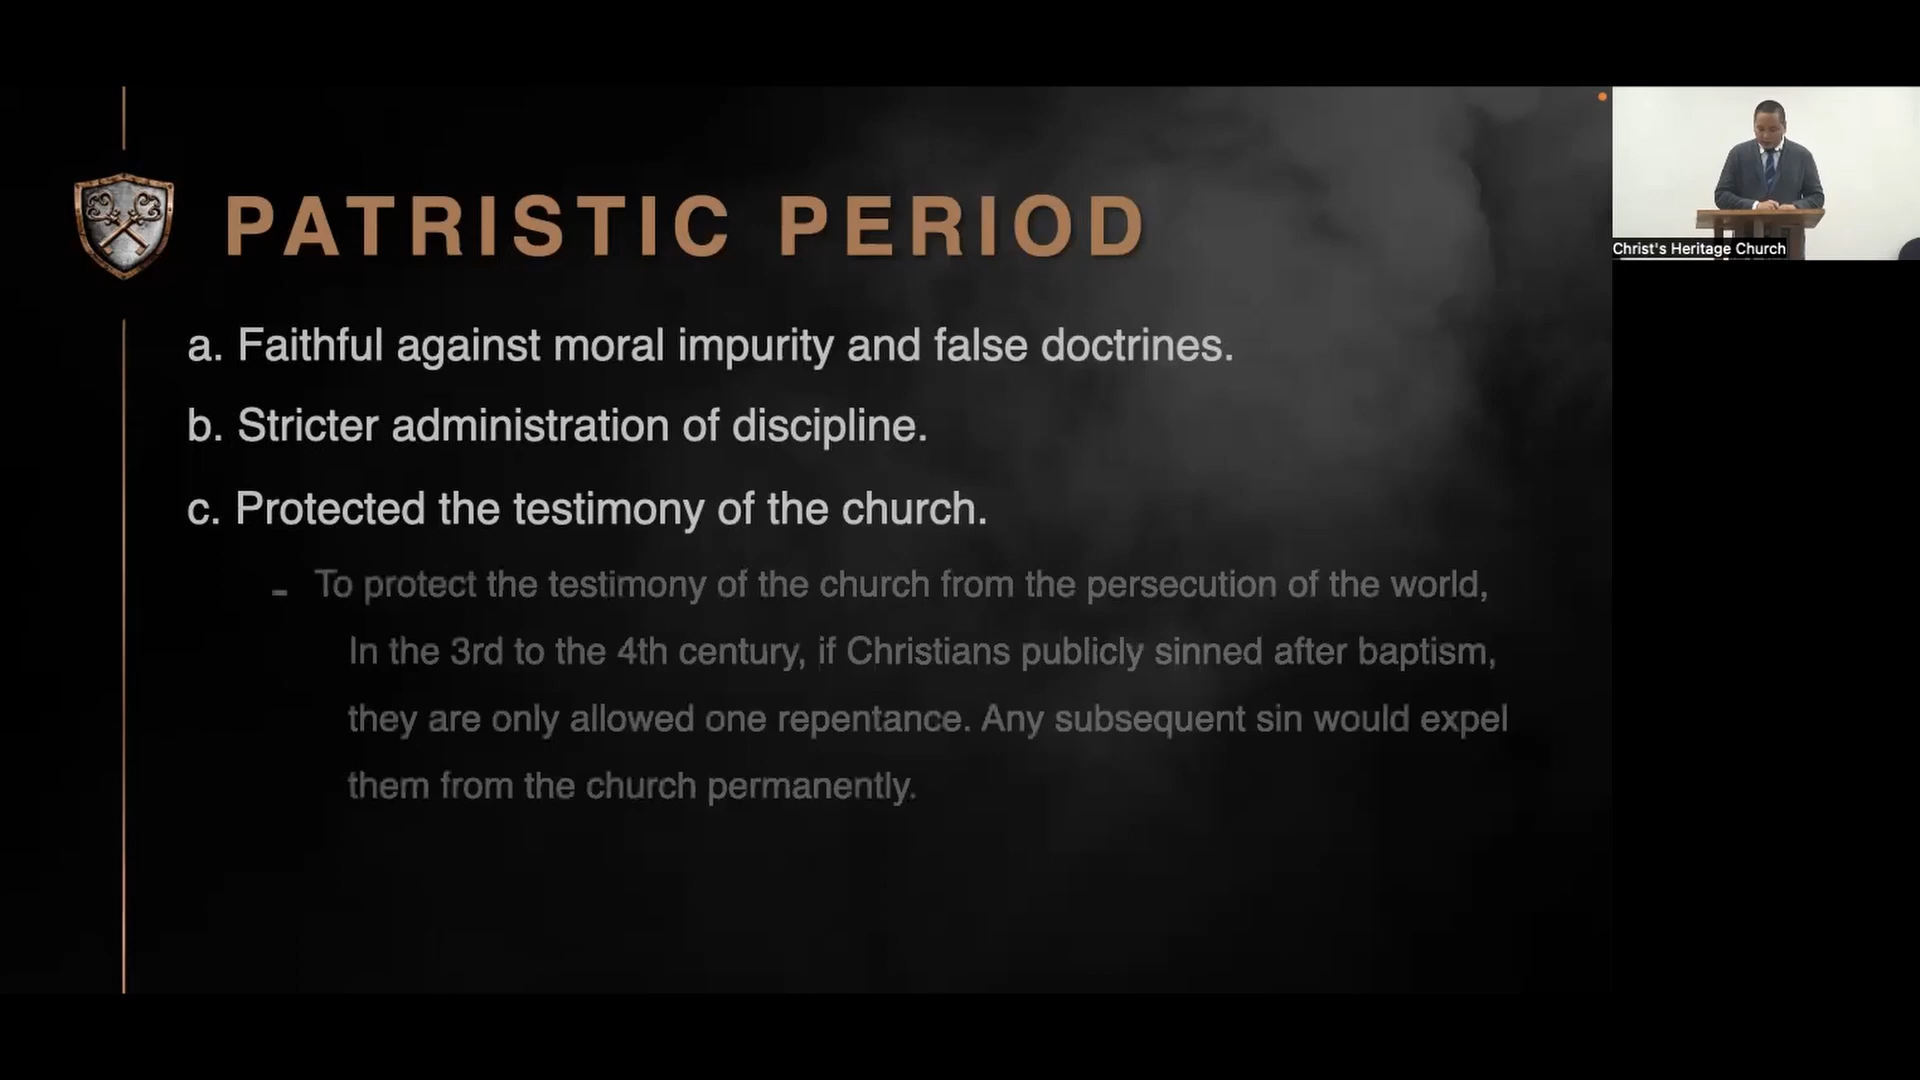 PATRISTIC PERIOD
Christ's Heritage Church
a. Faithful against moral impurity and false doctrines.
b. Stricter administration of discipline.
c. Protected the testimony of the church.
- To protect the testimony of the church from the persecution of the world,
In the 3rd to the 4th century, if Christians publicly sinned after baptism,
they are only allowed one repentance. Any subsequent sin would expel
them from the church permanently.